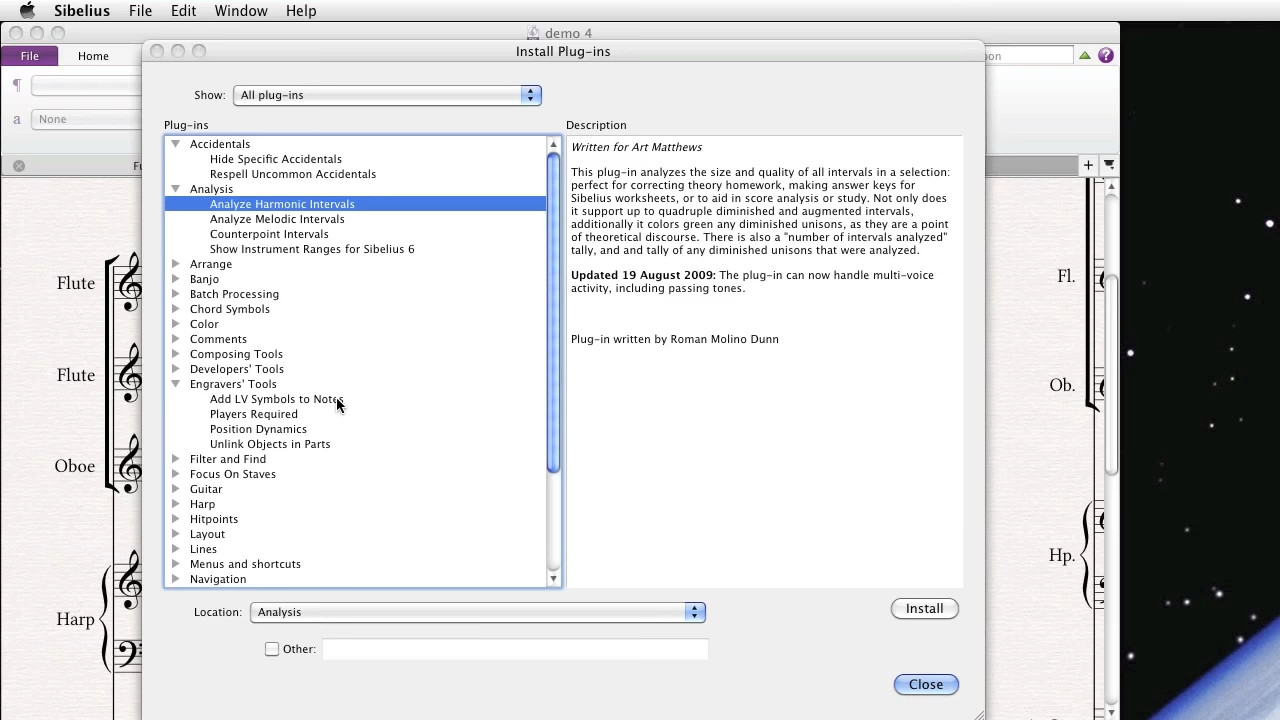 Sibelius File Edit Window Help
demo 4
Install Plug-ins
File Home
Show: All plug-ins
None
Plug-ins
Description
Accidentals
Hide Specific Accidentals
Respell Uncommon Accidentals
Analysis
Analyze Harmonic Intervals
Analyze Melodic Intervals
Counterpoint Intervals
Show Instrument Ranges for Sibelius 6
Arrange
Banjo
Batch Processing
Chord Symbols
Color
Comments
Composing Tools
Developers' Tools
Engravers' Tools
Add LV Symbols to Notes
Players Required
Position Dynamics
Unlink Objects in Parts
Filter and Find
Focus On Staves
Guitar
Harp
Hitpoints
Layout
Lines
Menus and shortcuts
Navigation
Written for Art Matthews
This plug-in analyzes the size and quality of all intervals in a selection:
perfect for correcting theory homework, making answer keys for
Sibelius worksheets, or to aid in score analysis or study. Not only does
it support up to quadruple diminished and augmented intervals,
additionally it colors green any diminished unisons, as they are a point
of theoretical discourse. There is also a "number of intervals analyzed"
tally, and and tally of any diminished unisons that were analyzed.
Updated 19 August 2009: The plug-in can now handle multi-voice
activity, including passing tones.
Plug-in written by Roman Molino Dunn
Location: Analysis
Install
Other:
Close
Flute
Flute
Oboe
Harp
Fl.
Ob.
Hp.